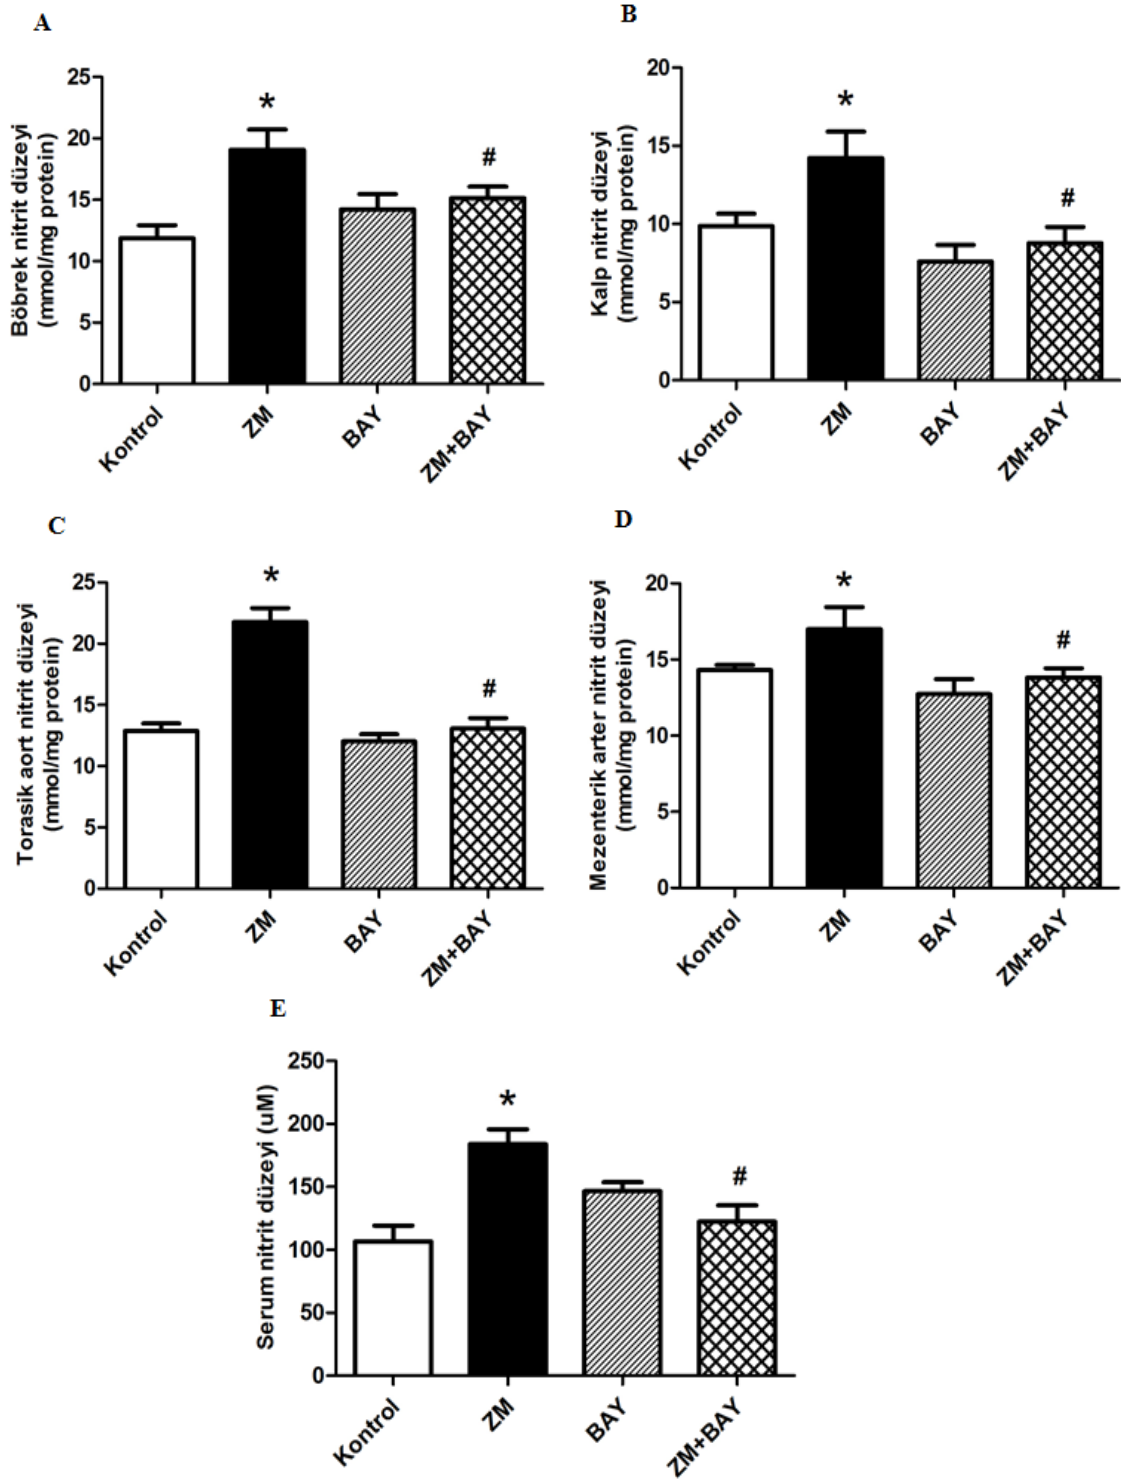 A
Böbrek nitrit düzeyi
(mmol/mg protein)
25
20
15
10
5
0
*
#
Kontrol
ZM
BAY
ZM+BAY
B
Kalp nitrit düzeyi
(mmol/mg protein)
20
15
10
5
0
*
#
Kontrol
ZM
BAY
ZM+BAY
C
Torasik aort nitrit düzeyi
(mmol/mg protein)
25
20
15
10
5
0
*
#
Kontrol
ZM
BAY
ZM+BAY
D
Mezenterik arter nitrit düzeyi
(mmol/mg protein)
20
15
10
5
0
*
#
Kontrol
ZM
BAY
ZM+BAY
E
Serum nitrit düzeyi (uM)
250
200
150
100
50
0
*
#
Kontrol
ZM
BAY
ZM+BAY